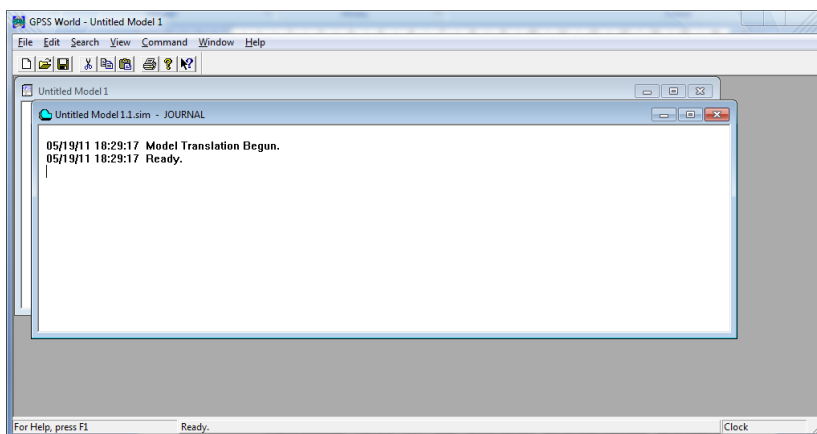 GPSS World - Untitled Model 1
File Edit Search View Command Window Help
Untitled Model 1
Untitled Model 1.1.sim - JOURNAL
05/19/11 18:29:17 Model Translation Begun.
05/19/11 18:29:17 Ready.
For Help, press F1 Ready. Clock